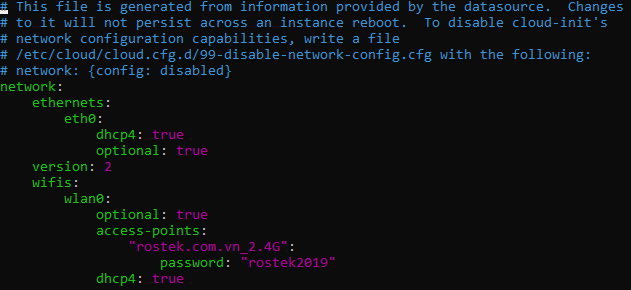 # This file is generated from information provided by the datasource.  Changes
# to it will not persist across an instance reboot.  To disable cloud-init's
# network configuration capabilities, write a file
# /etc/cloud/cloud.cfg.d/99-disable-network-config.cfg with the following:
# network: {config: disabled}
network:
    ethernets:
        eth0:
            dhcp4: true
            optional: true
    version: 2
    wifis:
        wlan0:
            optional: true
            access-points:
                "rostek.com.vn_2.4G":
                    password: "rostek2019"
            dhcp4: true